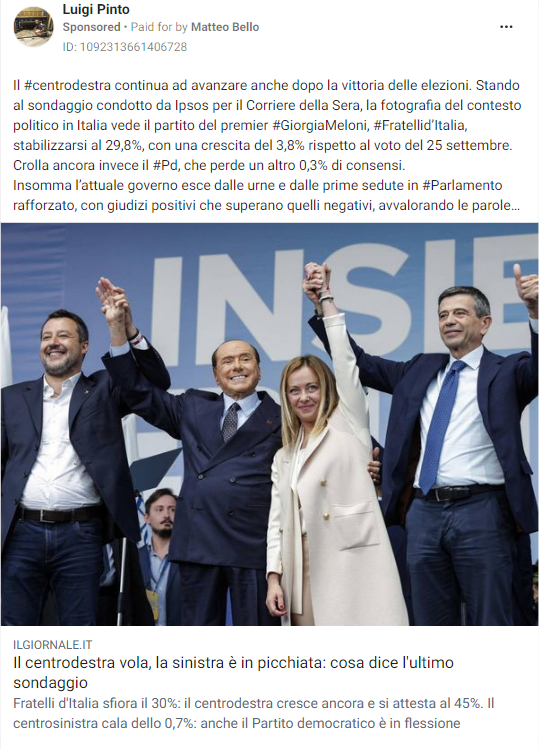 Luigi Pinto
Sponsored • Paid for by Matteo Bello
ID: 1092313661406728
Il #centrodestra continua ad avanzare anche dopo la vittoria delle elezioni. Stando
al sondaggio condotto da Ipsos per il Corriere della Sera, la fotografia del contesto
politico in Italia vede il partito del premier #GiorgiaMeloni, #Fratellid'Italia,
stabilizzarsi al 29,8%, con una crescita del 3,8% rispetto al voto del 25 settembre.
Crolla ancora invece il #Pd, che perde un altro 0,3% di consensi.
Insomma l'attuale governo esce dalle urne e dalle prime sedute in #Parlamento
rafforzato, con giudizi positivi che superano quelli negativi, avvalorando le parole...
INSIE
ILGIORNALE.IT
Il centrodestra vola, la sinistra è in picchiata: cosa dice l'ultimo
sondaggio
Fratelli d'Italia sfiora il 30%: il centrodestra cresce ancora e si attesta al 45%. Il
centrosinistra cala dello 0,7%: anche il Partito democratico è in flessione